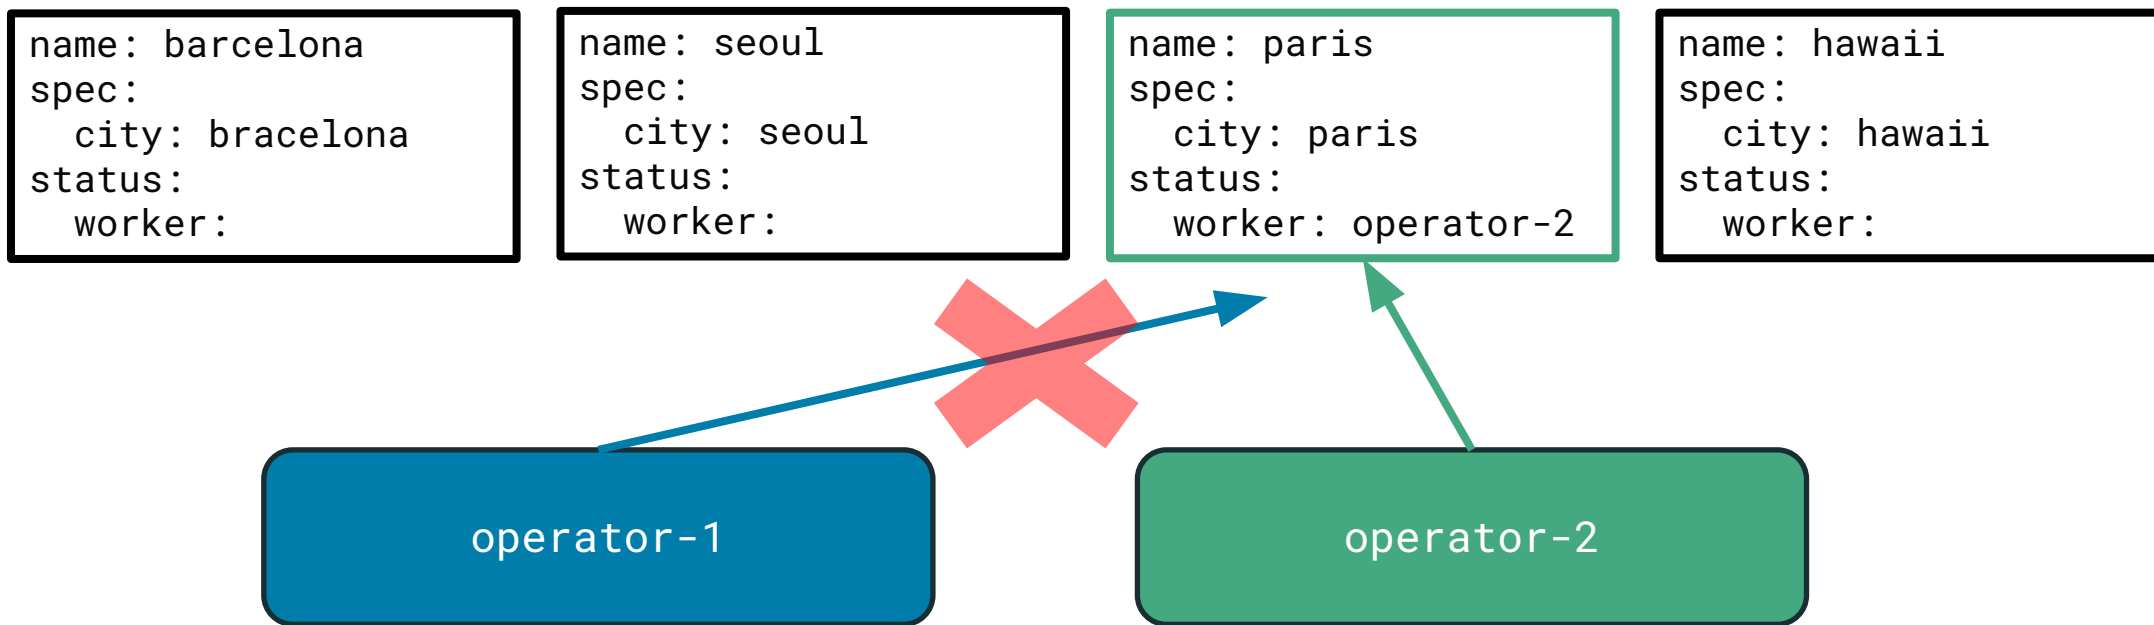 name: barcelona
spec:
  city: bracelona
status:
  worker:
name: seoul
spec:
  city: seoul
status:
  worker:
name: paris
spec:
  city: paris
status:
  worker: operator-2
name: hawaii
spec:
  city: hawaii
status:
  worker:
operator-1
operator-2